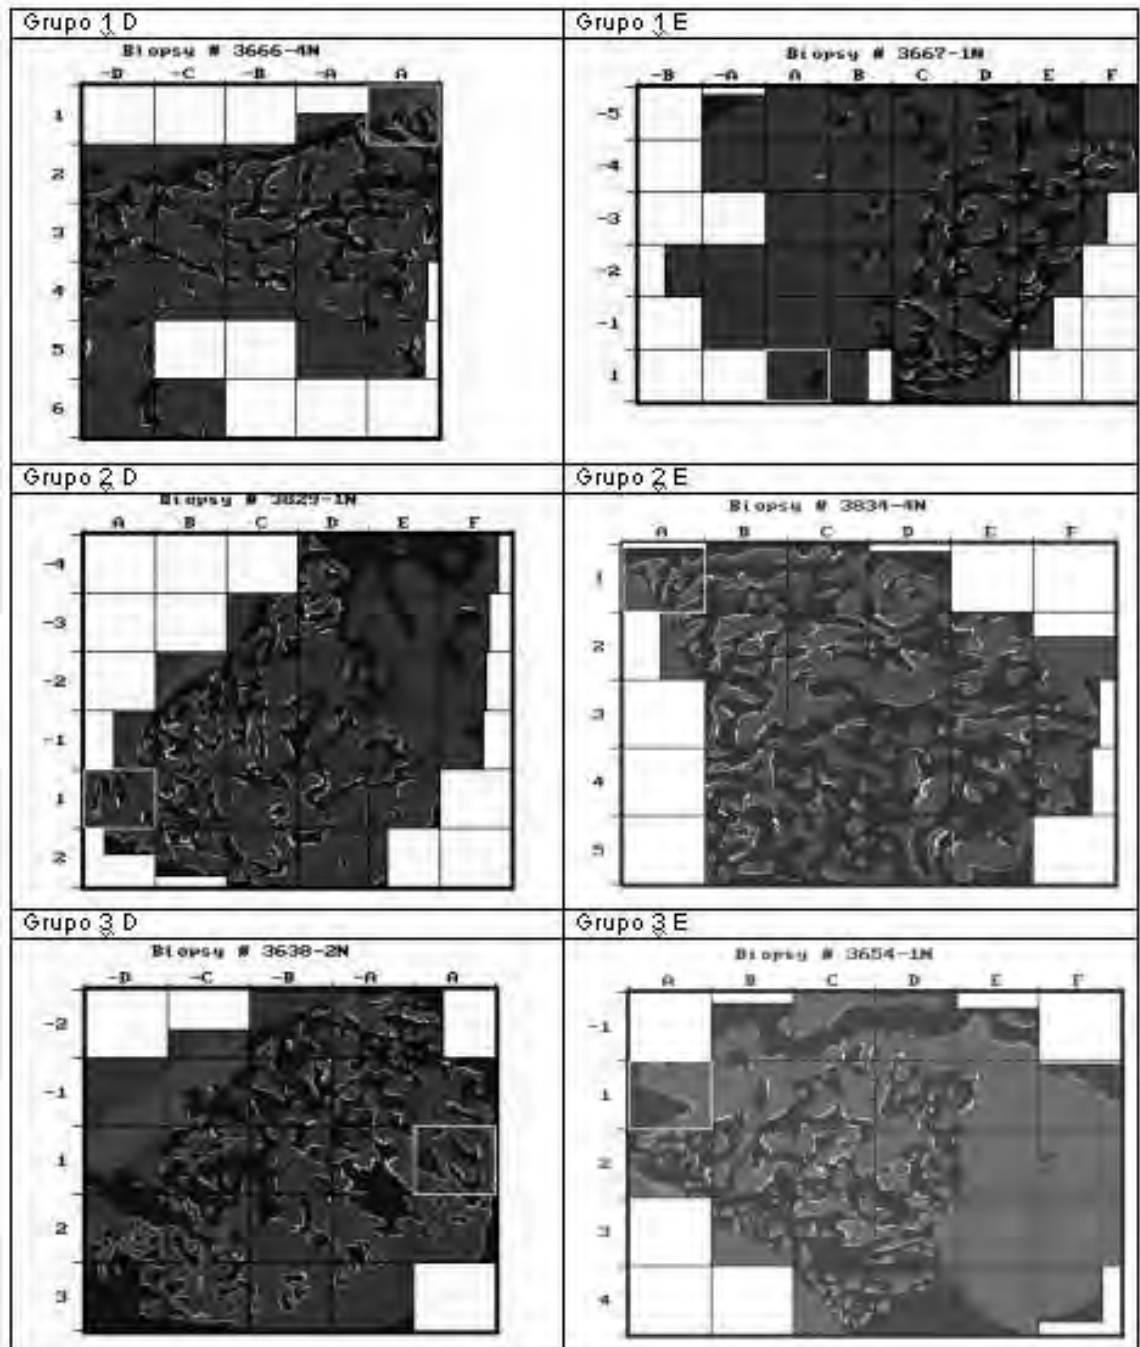 Grupo 1 D
Biopsy # 3666-4N
-D -C -B -A A
1
2
3
4
5
6
Grupo 1 E
Biopsy # 3667-1N
-B -A A B C D E F
-5
-4
-3
-2
-1
1
Grupo 2 D
Biopsy # 3829-1N
A B C D E F
-4
-3
-2
-1
1
2
Grupo 2 E
Biopsy # 3834-4N
A B C D E F
1
2
3
4
5
Grupo 3 D
Biopsy # 3638-2N
-D -C -B -A A
-2
-1
1
2
3
Grupo 3 E
Biopsy # 3654-1N
A B C D E F
-1
1
2
3
4